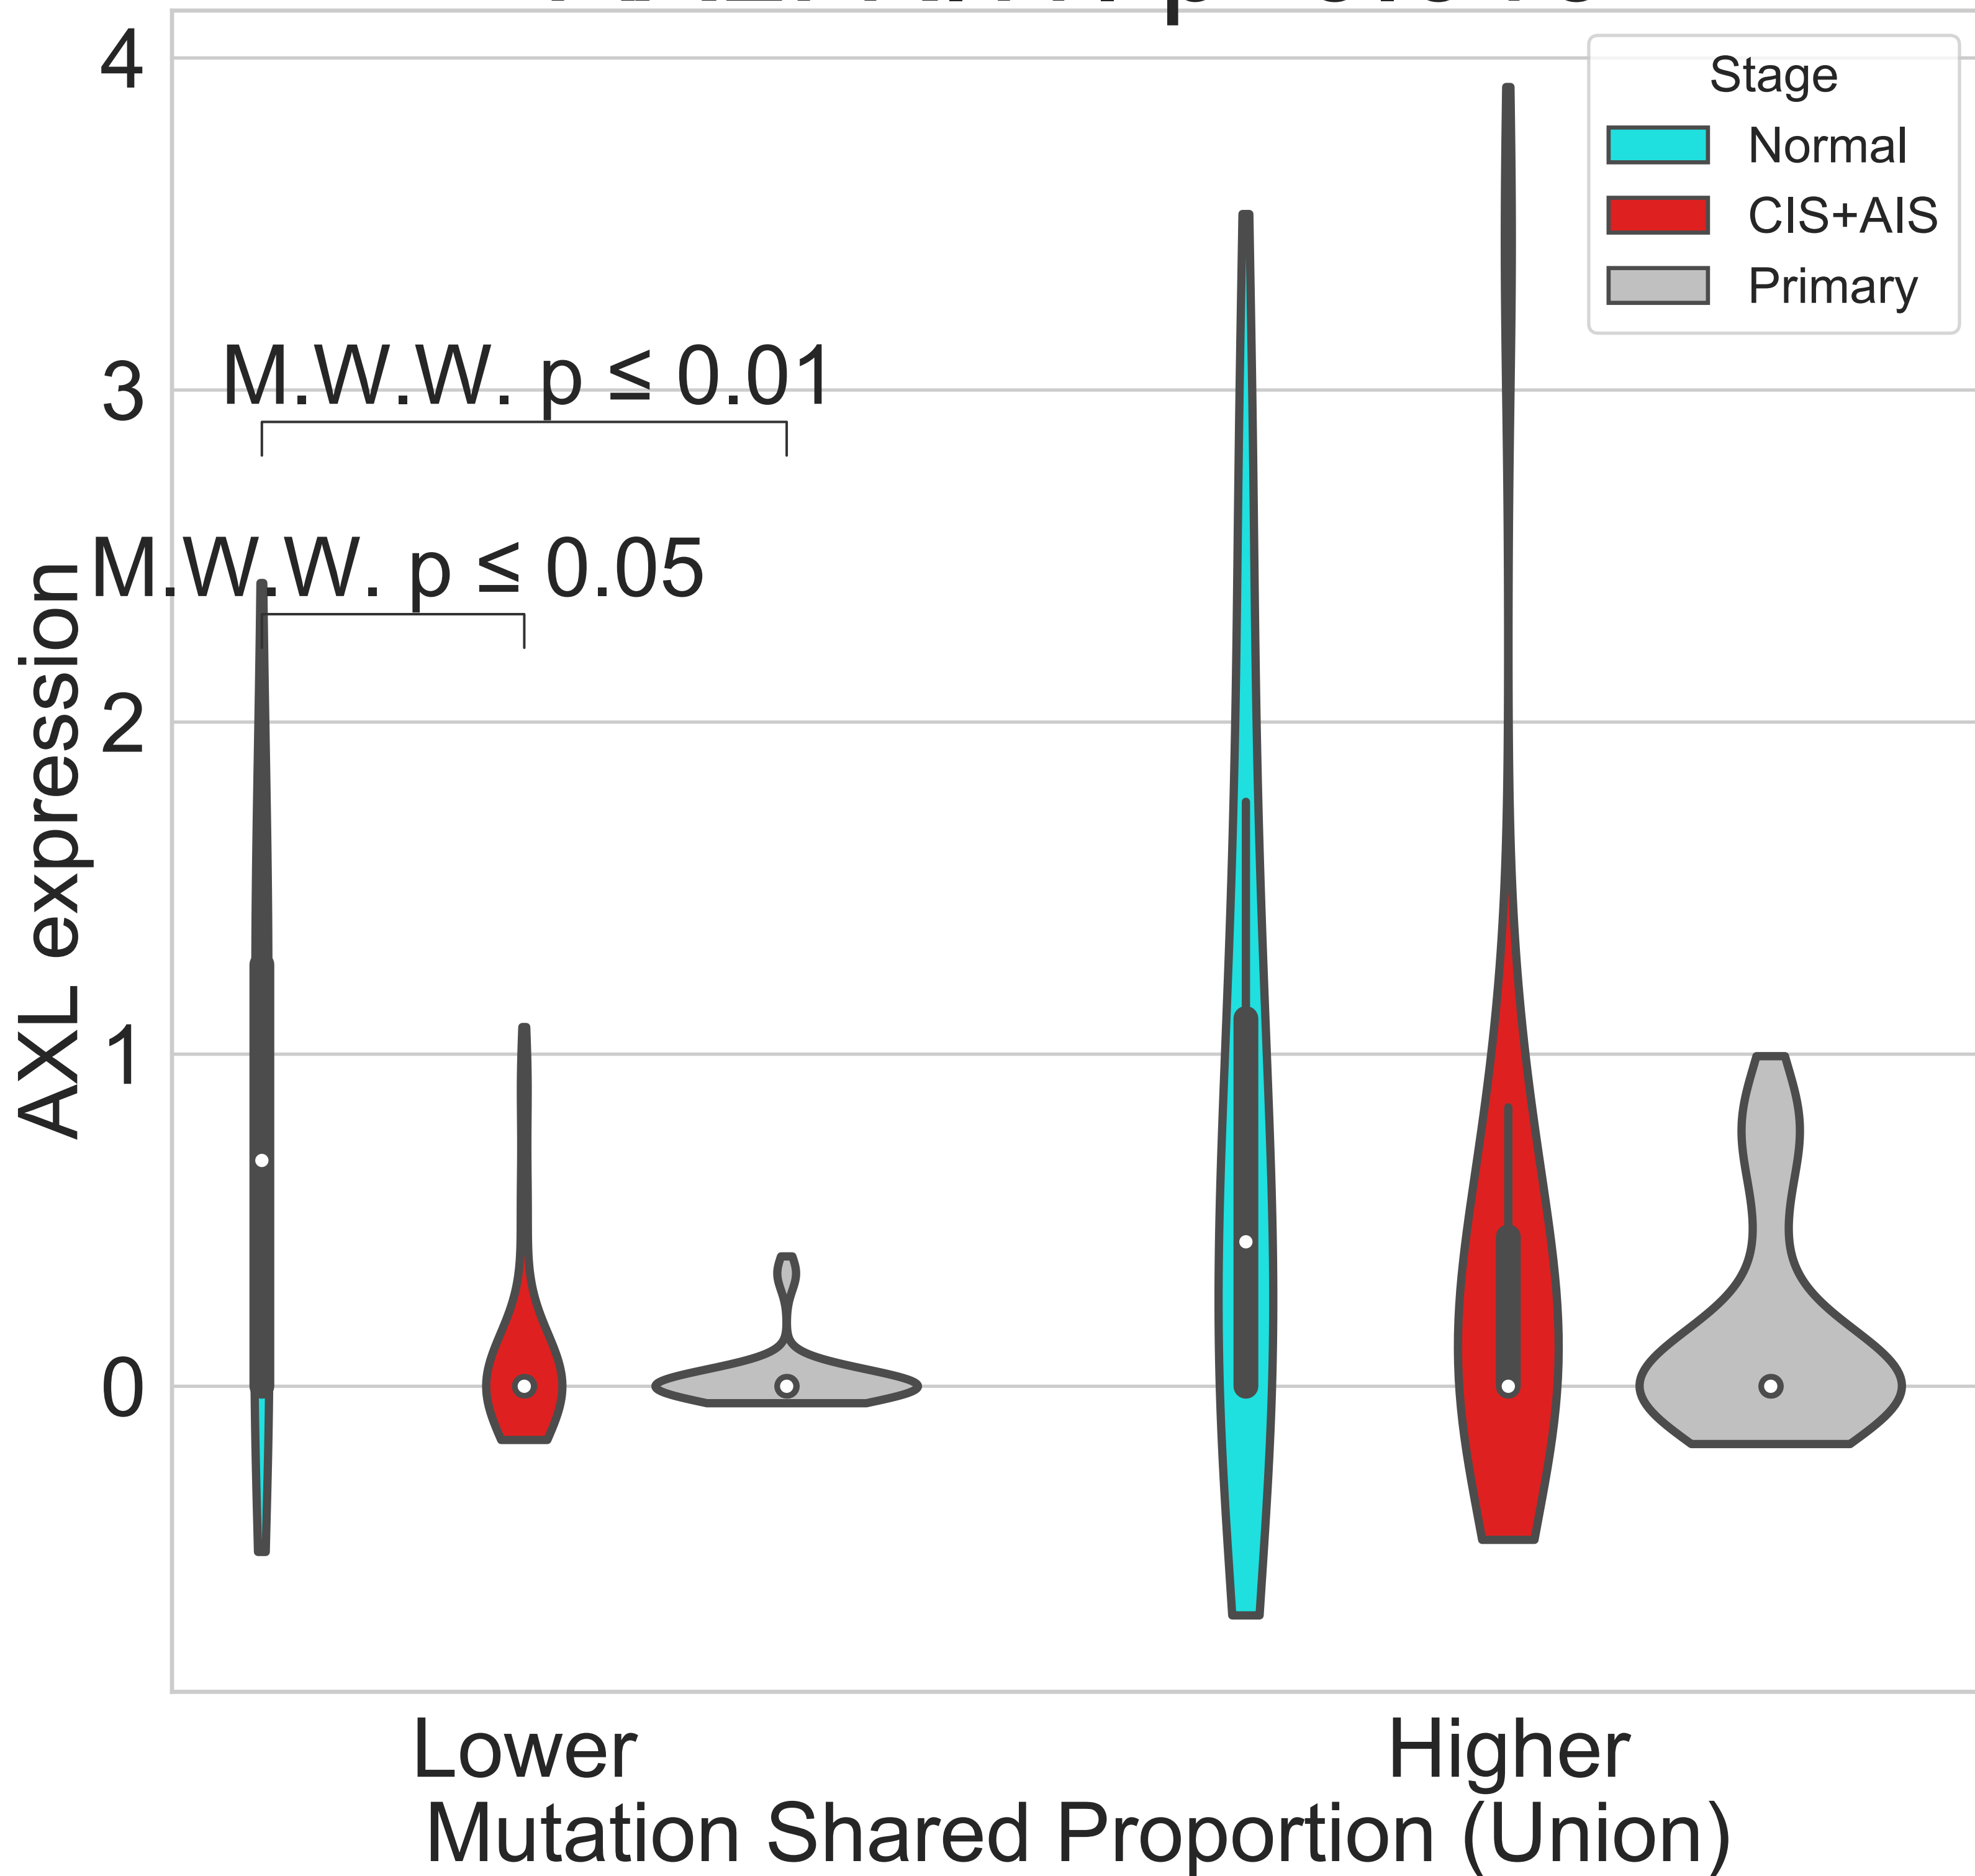 4
Stage
Normal
CIS+AIS
Primary
3
M.W.W. p ≤ 0.01
M.W.W. p ≤ 0.05
AXL expression
2
1
0
Lower
Higher
Mutation Shared Proportion (Union)